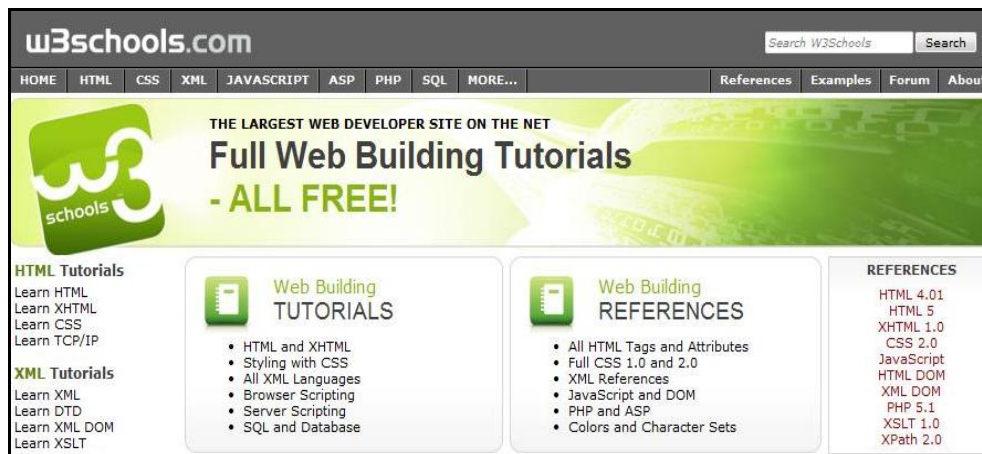 w3schools.com
Search W3Schools
Search
HOME HTML CSS XML JAVASCRIPT ASP PHP SQL MORE...
References Examples Forum About
w3
schools
THE LARGEST WEB DEVELOPER SITE ON THE NET
Full Web Building Tutorials
- ALL FREE!
HTML Tutorials
Learn HTML
Learn XHTML
Learn CSS
Learn TCP/IP
XML Tutorials
Learn XML
Learn DTD
Learn XML DOM
Learn XSLT
Web Building
TUTORIALS
• HTML and XHTML
• Styling with CSS
• All XML Languages
• Browser Scripting
• Server Scripting
• SQL and Database
Web Building
REFERENCES
• All HTML Tags and Attributes
• Full CSS 1.0 and 2.0
• XML References
• JavaScript and DOM
• PHP and ASP
• Colors and Character Sets
REFERENCES
HTML 4.01
HTML 5
XHTML 1.0
CSS 2.0
JavaScript
HTML DOM
XML DOM
PHP 5.1
XSLT 1.0
XPath 2.0